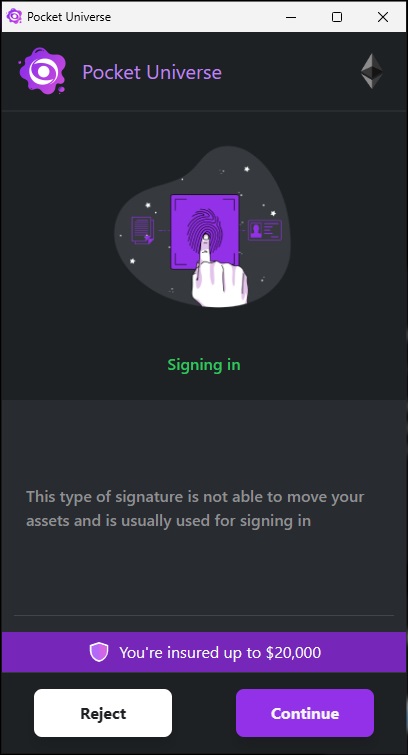 Pocket Universe
Pocket Universe
Signing in
This type of signature is not able to move your
assets and is usually used for signing in
You're insured up to $20,000
Reject
Continue